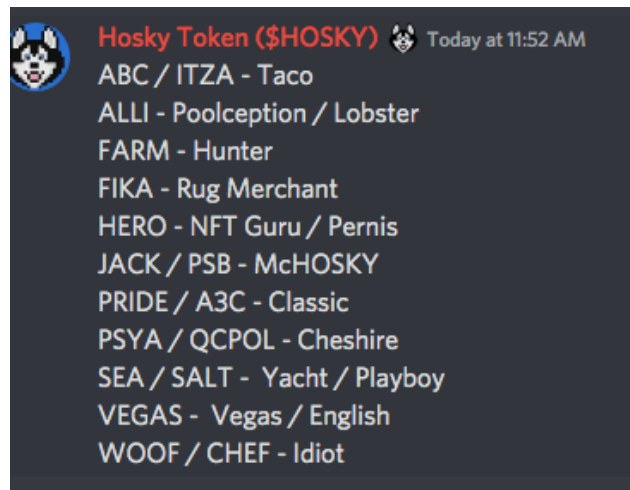 Hosky Token ($HOSKY) Today at 11:52 AM
ABC / ITZA - Taco
ALLI - Poolception / Lobster
FARM - Hunter
FIKA - Rug Merchant
HERO - NFT Guru / Pernis
JACK / PSB - McHOSKY
PRIDE / A3C - Classic
PSYA / QCPOL - Cheshire
SEA / SALT -  Yacht / Playboy
VEGAS -  Vegas / English
WOOF / CHEF - Idiot